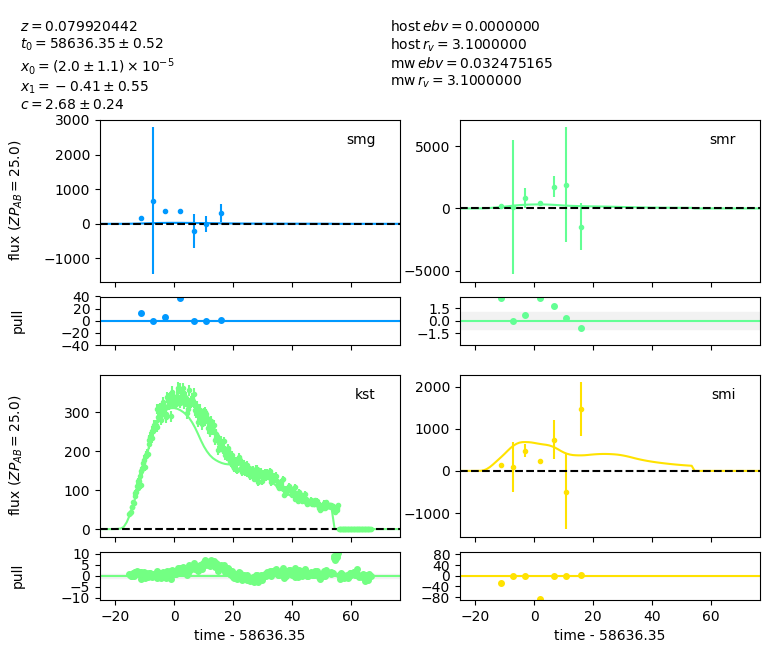 z = 0.079920442
t₀ = 58636.35 ± 0.52
x₀ = (2.0 ± 1.1) × 10⁻⁵
x₁ = −0.41 ± 0.55
c = 2.68 ± 0.24
host ebv = 0.0000000
host r_v = 3.1000000
mw ebv = 0.032475165
mw r_v = 3.1000000
flux (ZP_AB = 25.0)
3000
2000
1000
0
−1000
smg
5000
0
−5000
smr
pull
40
20
0
−20
−40
1.5
0.0
−1.5
flux (ZP_AB = 25.0)
300
200
100
0
kst
2000
1000
0
−1000
smi
pull
10
5
0
−5
−10
−20 0 20 40 60
time - 58636.35
80
40
0
−40
−80
−20 0 20 40 60
time - 58636.35